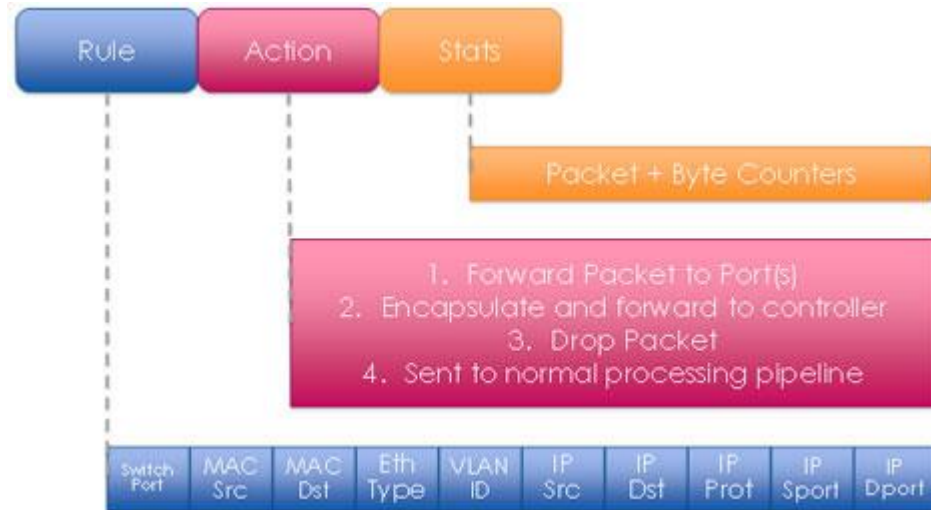 Rule Action Stats
Packet + Byte Counters
1. Forward Packet to Port(s)
2. Encapsulate and forward to controller
3. Drop Packet
4. Sent to normal processing pipeline
Switch Port
MAC Src
MAC Dst
Eth Type
VLAN ID
IP Src
IP Dst
IP Prot
IP Sport
IP Dport